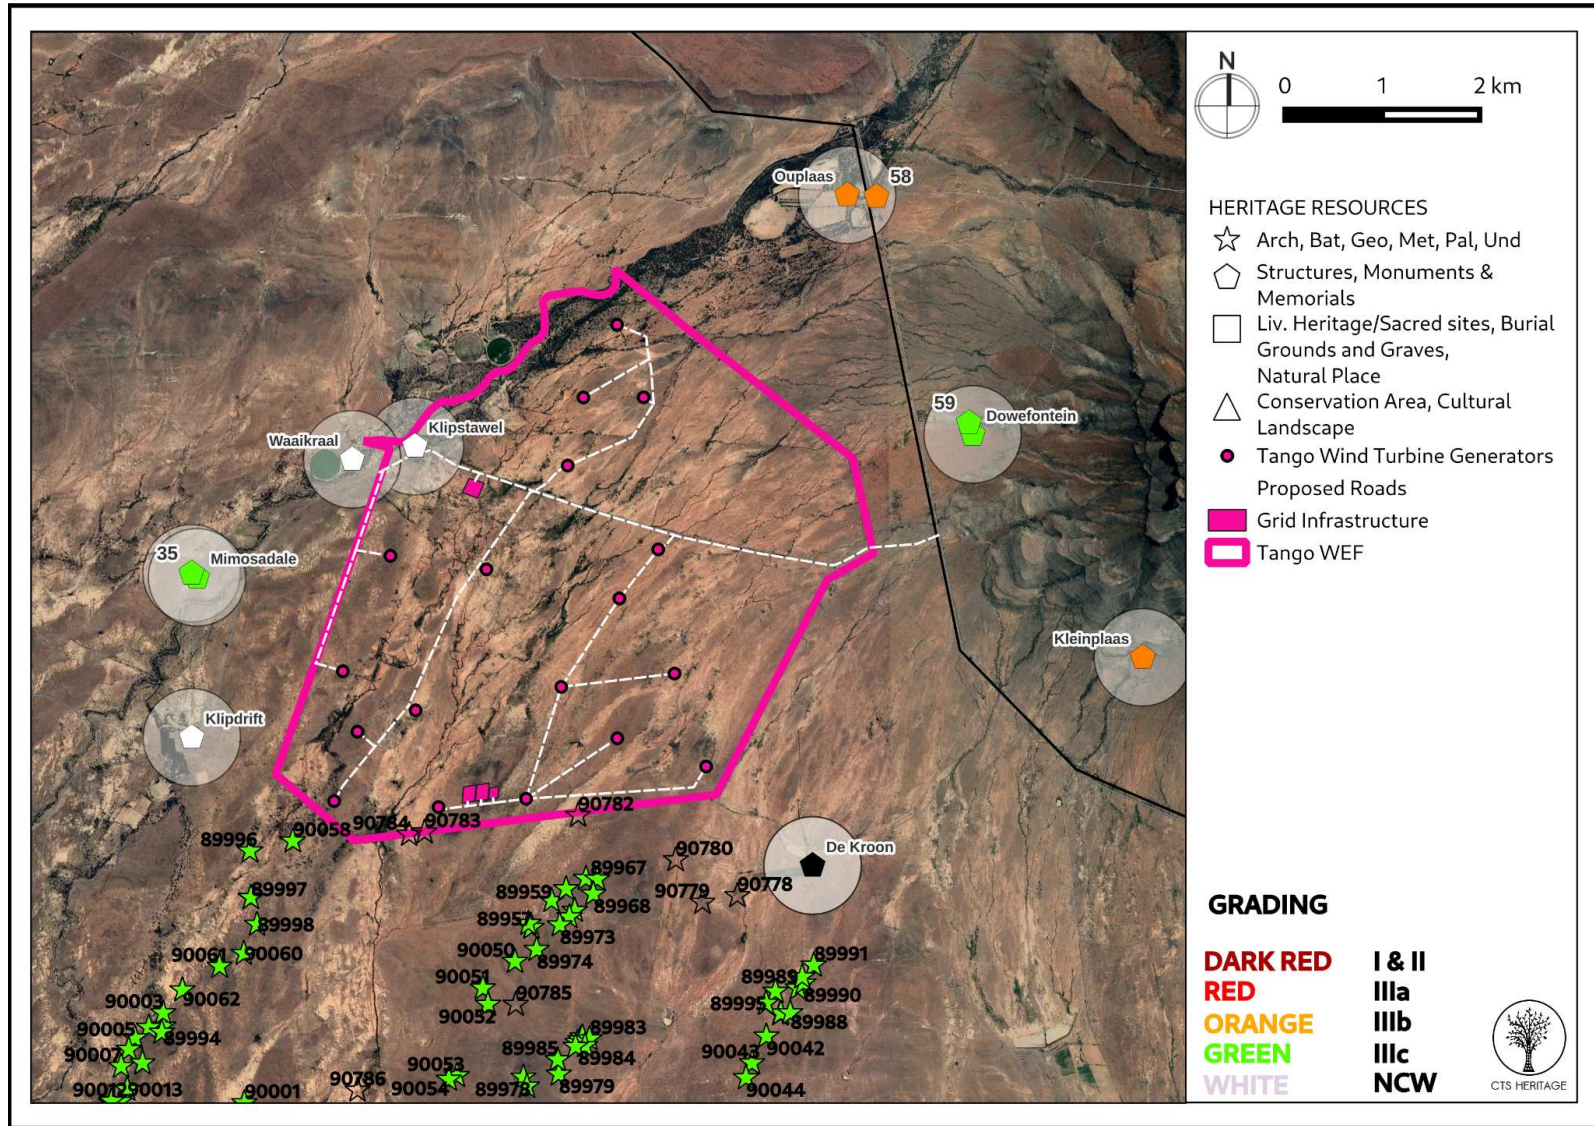 N
0 1 2 km
HERITAGE RESOURCES
Arch, Bat, Geo, Met, Pal, Und
Structures, Monuments &
Memorials
Liv. Heritage/Sacred sites, Burial
Grounds and Graves,
Natural Place
Conservation Area, Cultural
Landscape
Tango Wind Turbine Generators
Proposed Roads
Grid Infrastructure
Tango WEF
GRADING
DARK RED I & II
RED IIIa
ORANGE IIIb
GREEN IIIc
WHITE NCW
CTS HERITAGE
Ouplaas
58
59
Dowefontein
Klipstawel
Waaikraal
35
Mimosadale
Kleinplaas
Klipdrift
De Kroon
90782
90784
90783
90058
89996
90780
89967
90779
90778
89959
89968
89997
89957
89998
89973
90050
89974
90061
90060
89991
89989
90051
90785
90062
90003
89995
89990
90052
89988
90005
89994
89983
89985
89984
90007
90043
90042
90053
90786
90054
89978
89979
90044
90012
90013
90001